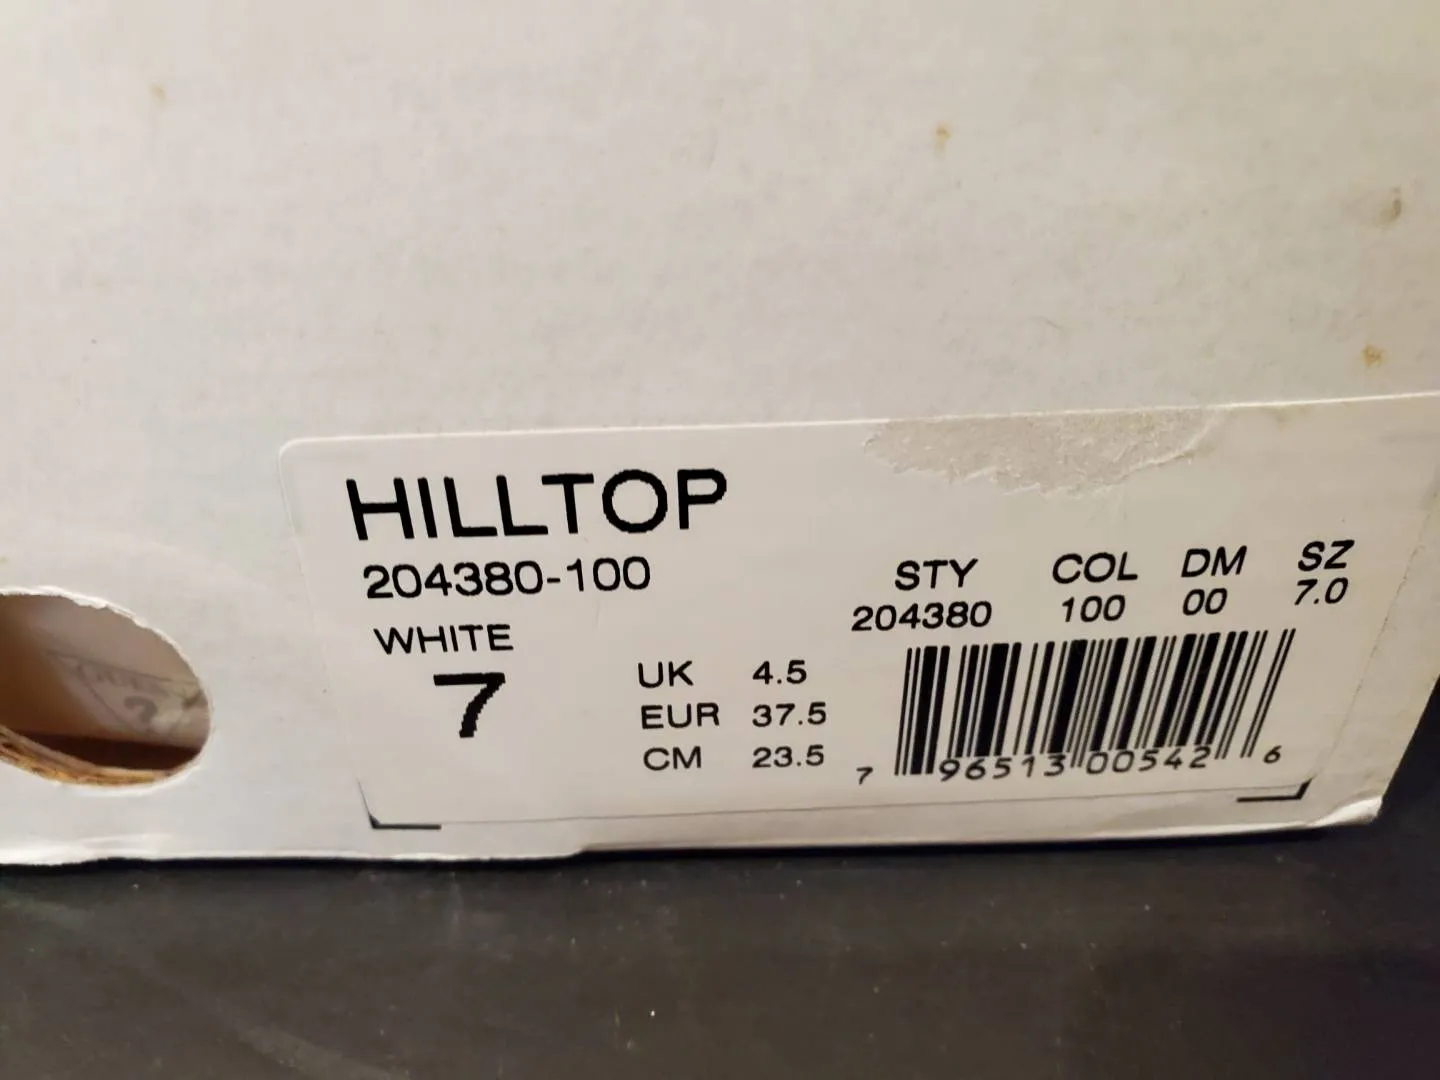 HILLTOP
204380-100
WHITE
7
UK 4.5
EUR 37.5
CM 23.5
STY COL DM SZ
204380 100 00 7.0
7 96513 00542 6